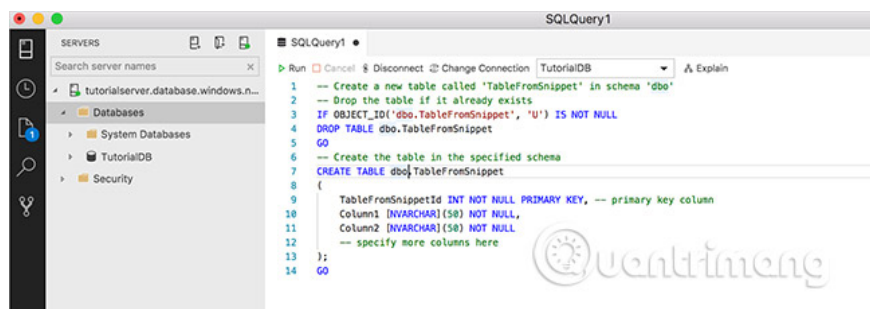 SQLQuery1
SERVERS
Search server names
tutorialserver.database.windows.n...
Databases
System Databases
TutorialDB
Security
1
SQLQuery1
Run Cancel Disconnect Change Connection TutorialDB Explain
1 -- Create a new table called 'TableFromSnippet' in schema 'dbo'
2 -- Drop the table if it already exists
3 IF OBJECT_ID('dbo.TableFromSnippet', 'U') IS NOT NULL
4 DROP TABLE dbo.TableFromSnippet
5 GO
6 -- Create the table in the specified schema
7 CREATE TABLE dbo.TableFromSnippet
8 (
9 TableFromSnippetId INT NOT NULL PRIMARY KEY, -- primary key column
10 Column1 [NVARCHAR](50) NOT NULL,
11 Column2 [NVARCHAR](50) NOT NULL
12 -- specify more columns here
13 );
14 GO
Quantrimang